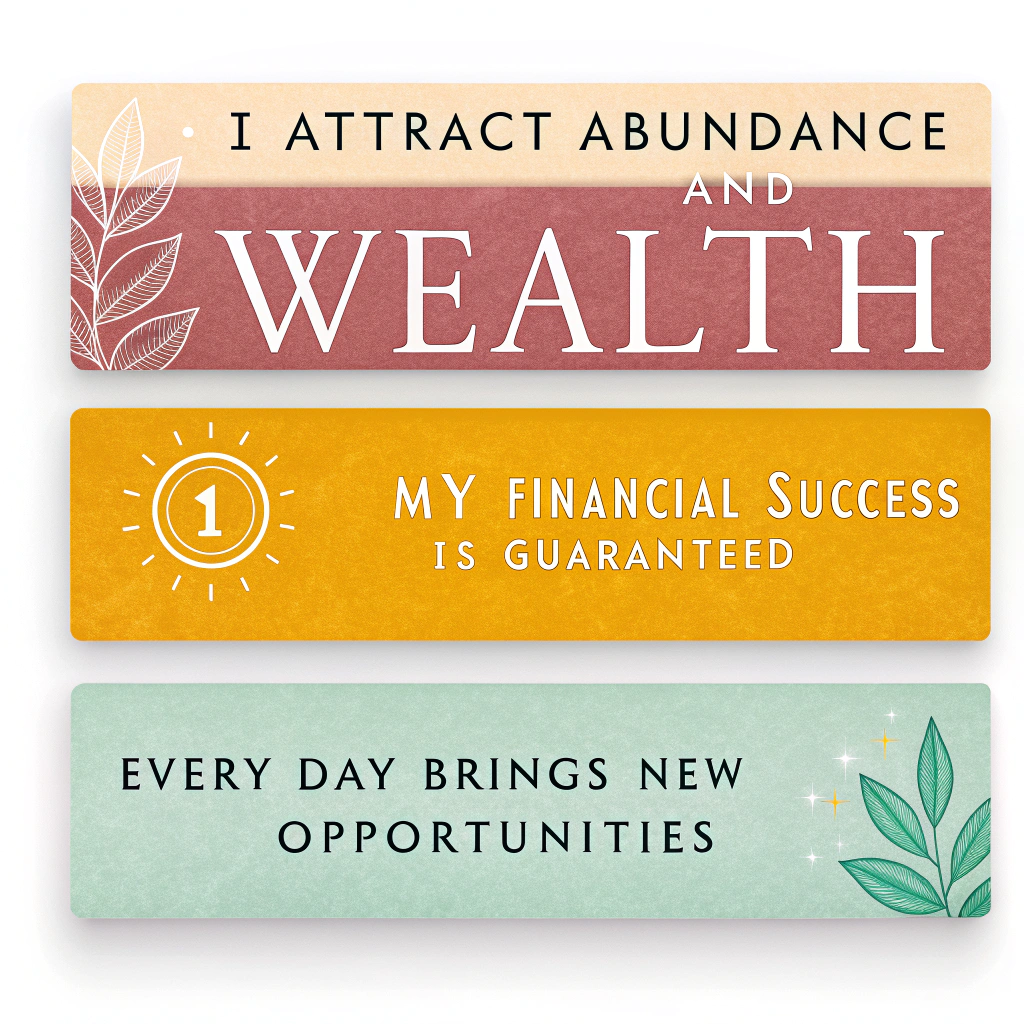 I ATTRACT ABUNDANCE
AND
WEALTH
1
MY FINANCIAL SUCCESS
IS GUARANTEED
EVERY DAY BRINGS NEW
OPPORTUNITIES